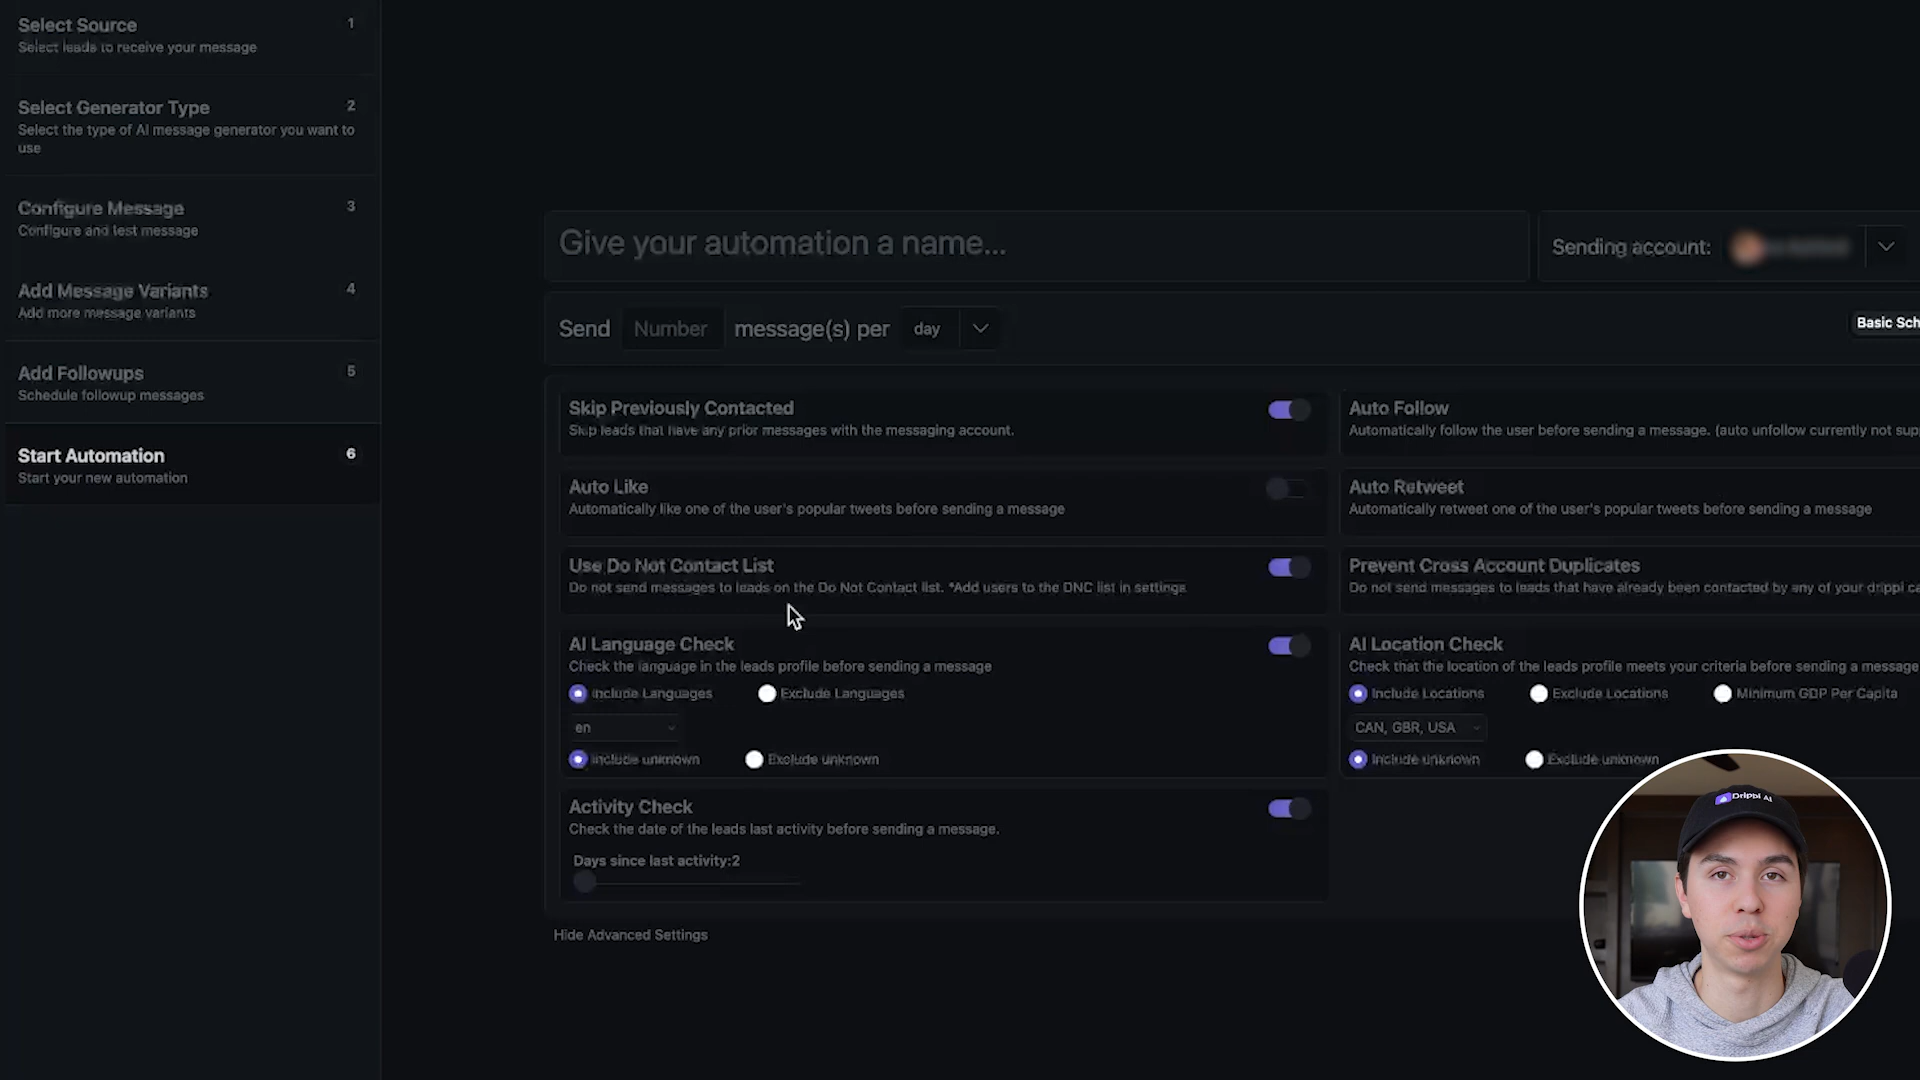 Select Source 1
Select leads to receive your message
Select Generator Type 2
Select the type of AI message generator you want to
use
Configure Message 3
Configure and test message
Add Message Variants 4
Add more message variants
Add Followups 5
Schedule followup messages
Start Automation 6
Start your new automation
Give your automation a name...
Sending account:
Send Number message(s) per day
Basic Sch
Skip Previously Contacted
Skip leads that have any prior messages with the messaging account.
Auto Follow
Automatically follow the user before sending a message. (auto unfollow currently not sup
Auto Like
Automatically like one of the user's popular tweets before sending a message
Auto Retweet
Automatically retweet one of the user's popular tweets before sending a message
Use Do Not Contact List
Do not send messages to leads on the Do Not Contact list. *Add users to the DNC list in settings
Prevent Cross Account Duplicates
Do not send messages to leads that have already been contacted by any of your drippi ca
AI Language Check
Check the language in the leads profile before sending a message
Include Languages Exclude Languages
en
Include unknown Exclude unknown
AI Location Check
Check that the location of the leads profile meets your criteria before sending a message
Include Locations Exclude Locations Minimum GDP Per Capita
CAN, GBR, USA
Include unknown Exclude unknown
Activity Check
Check the date of the leads last activity before sending a message.
Days since last activity:2
Hide Advanced Settings
Drippi AI